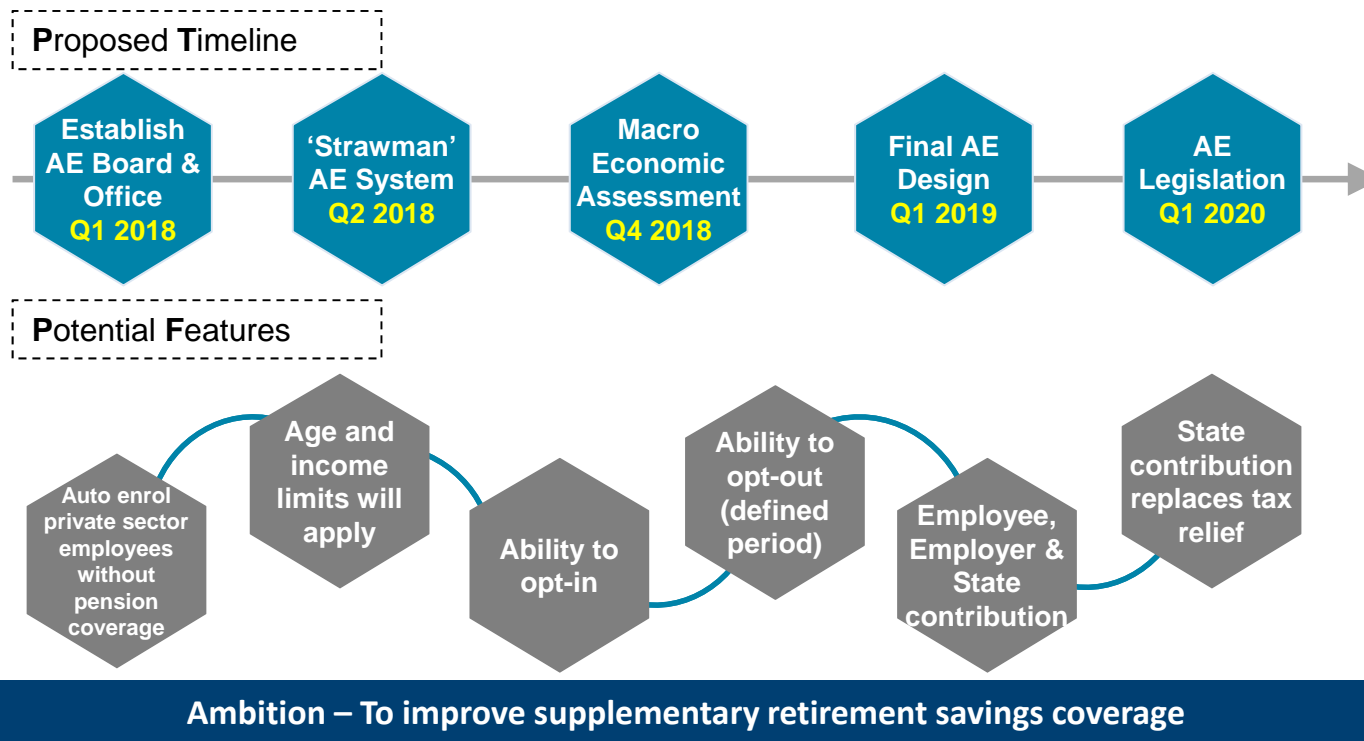 Proposed Timeline
Establish
AE Board &
Office
Q1 2018
‘Strawman’
AE System
Q2 2018
Macro
Economic
Assessment
Q4 2018
Final AE
Design
Q1 2019
AE
Legislation
Q1 2020
Potential Features
Auto enrol
private sector
employees
without
pension
coverage
Age and
income
limits will
apply
Ability to
opt-in
Ability to
opt-out
(defined
period)
Employee,
Employer &
State
contribution
State
contribution
replaces tax
relief
Ambition – To improve supplementary retirement savings coverage